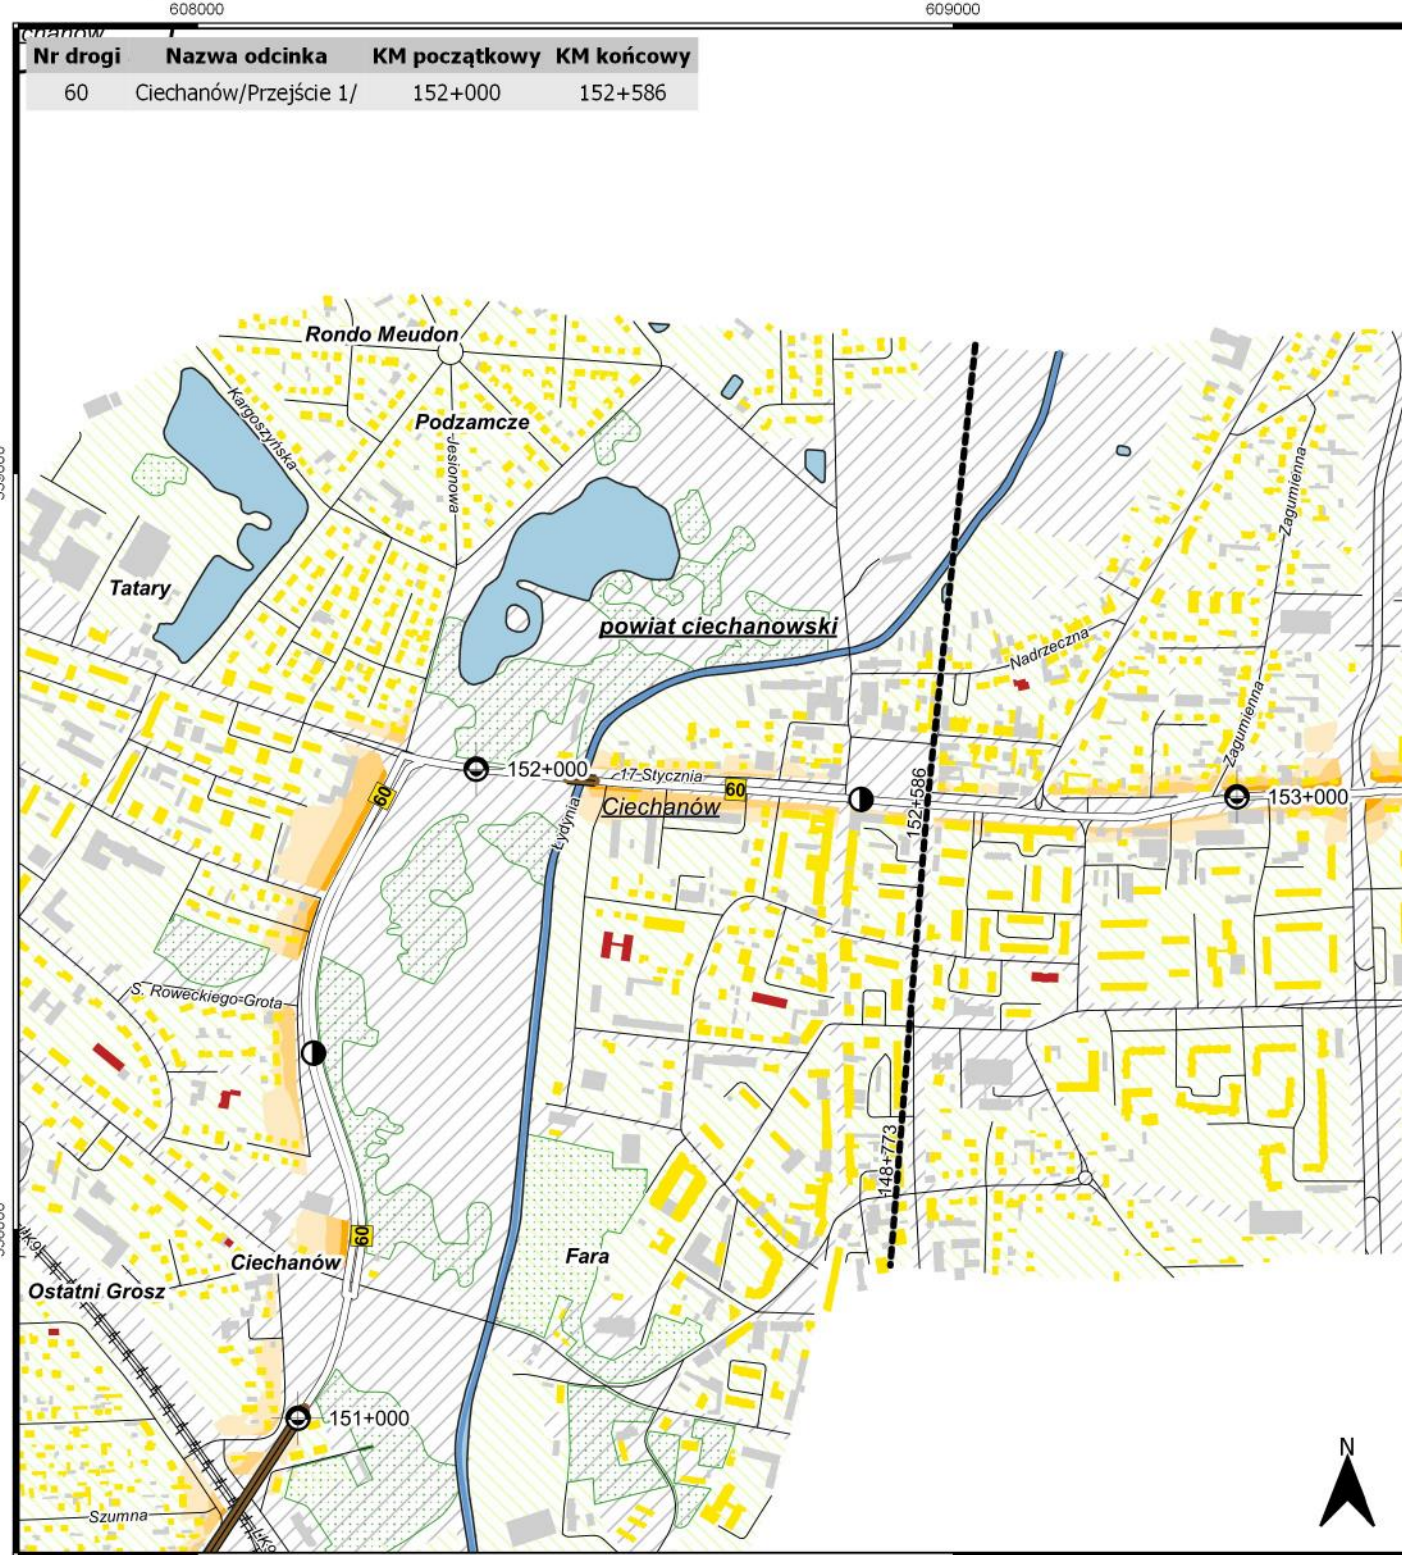 608000
609000
Nr drogi Nazwa odcinka KM początkowy KM końcowy
60 Ciechanów/Przejście 1/ 152+000 152+586
Rondo Meudon
Kargoszyńska
Podzamcze
Jesionowa
Zagumienna
Tatary
powiat ciechanowski
Nadrzeczna
Zagumienna
152+000
17 Stycznia
60
60
Ciechanów
152+586
153+000
Łydynia
S. Roweckiego-Grota
148+773
60
Ciechanów
Fara
Ostatni Grosz
151+000
N
Szumna